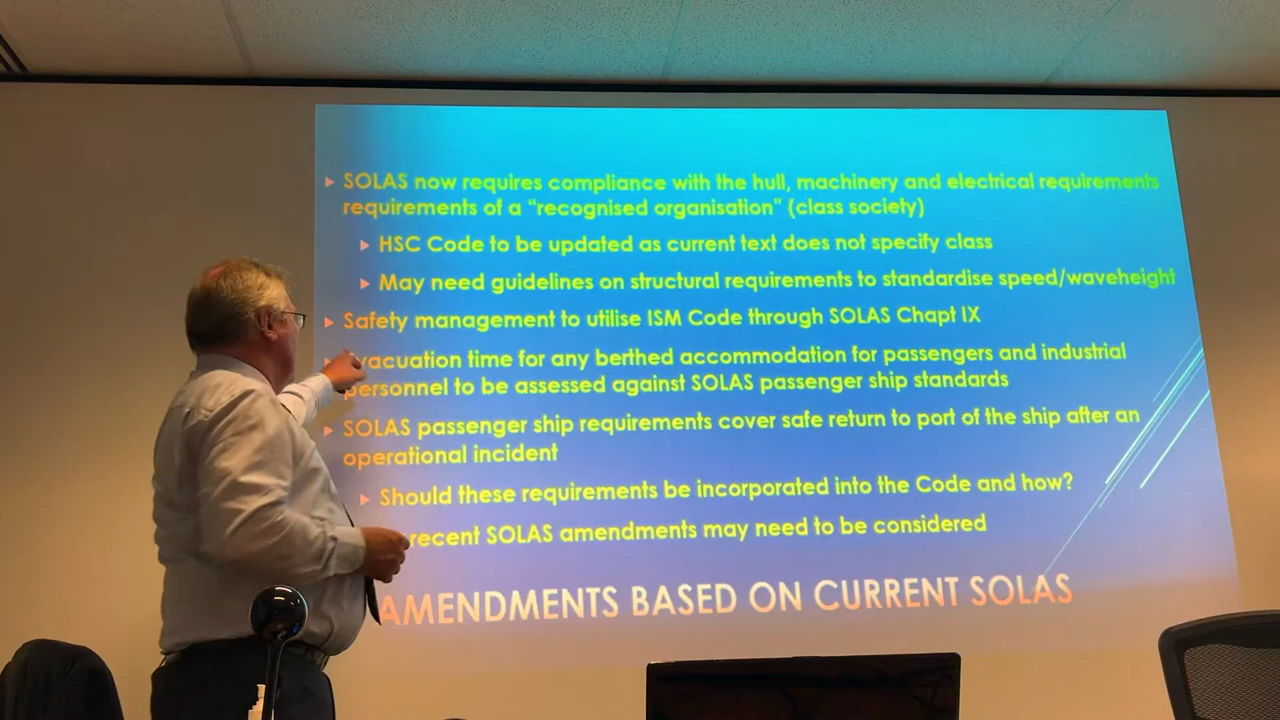 SOLAS now requires compliance with the hull, machinery and electrical requirements
requirements of a “recognised organisation” (class society)
HSC Code to be updated as current text does not specify class
May need guidelines on structural requirements to standardise speed/waveheight
Safety management to utilise ISM Code through SOLAS Chapt IX
time for any berthed accommodation for passengers and industrial
personnel to be assessed against SOLAS passenger ship standards
SOLAS passenger ship requirements cover safe return to port of the ship after an
operational incident
Should these requirements be incorporated into the Code and how?
recent SOLAS amendments may need to be considered
AMENDMENTS BASED ON CURRENT SOLAS